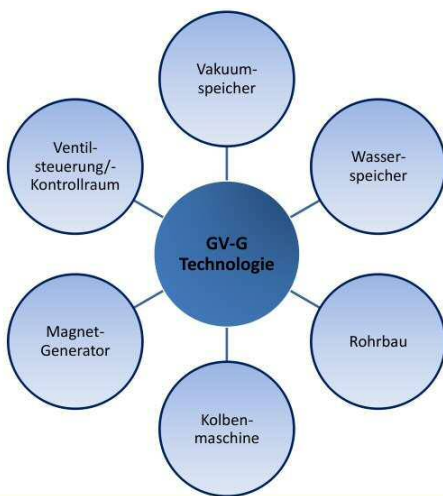 Vakuum-
speicher
Ventil-
steuerung/-
Kontrollraum
Wasser-
speicher
GV-G
Technologie
Magnet-
Generator
Rohrbau
Kolben-
maschine